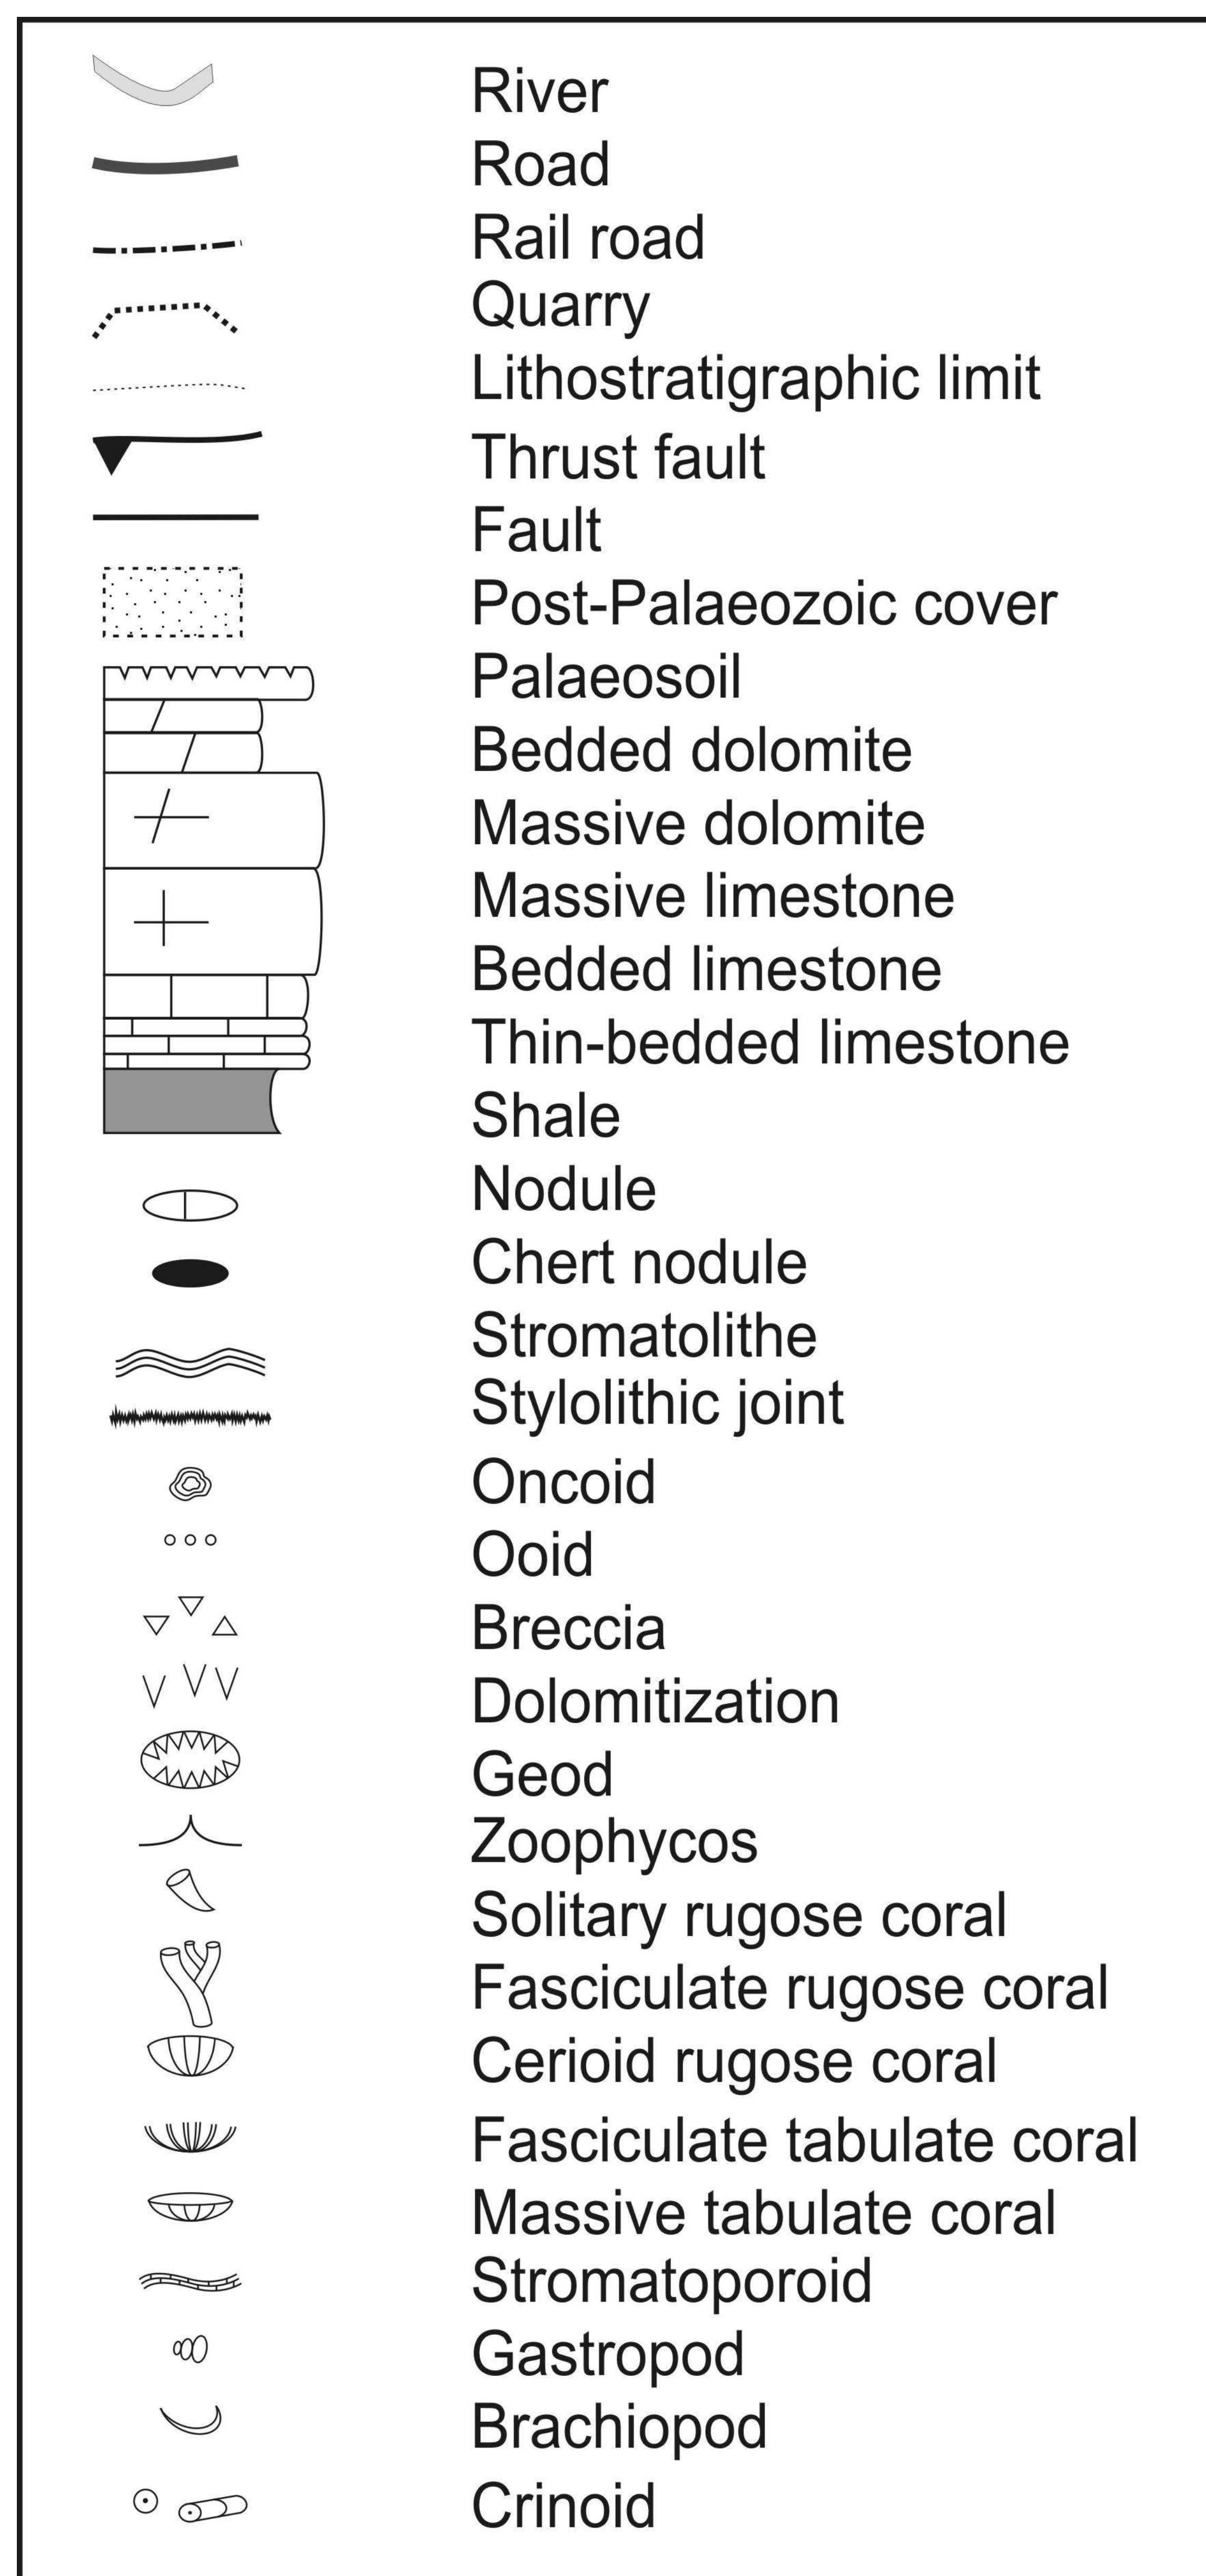 River
Road
Rail road
Quarry
Lithostratigraphic limit
Thrust fault
Fault
Post-Palaeozoic cover
Palaeosoil
Bedded dolomite
Massive dolomite
Massive limestone
Bedded limestone
Thin-bedded limestone
Shale
Nodule
Chert nodule
Stromatolithe
Stylolithic joint
Oncoid
Ooid
Breccia
Dolomitization
Geod
Zoophycos
Solitary rugose coral
Fasciculate rugose coral
Cerioid rugose coral
Fasciculate tabulate coral
Massive tabulate coral
Stromatoporoid
Gastropod
Brachiopod
Crinoid